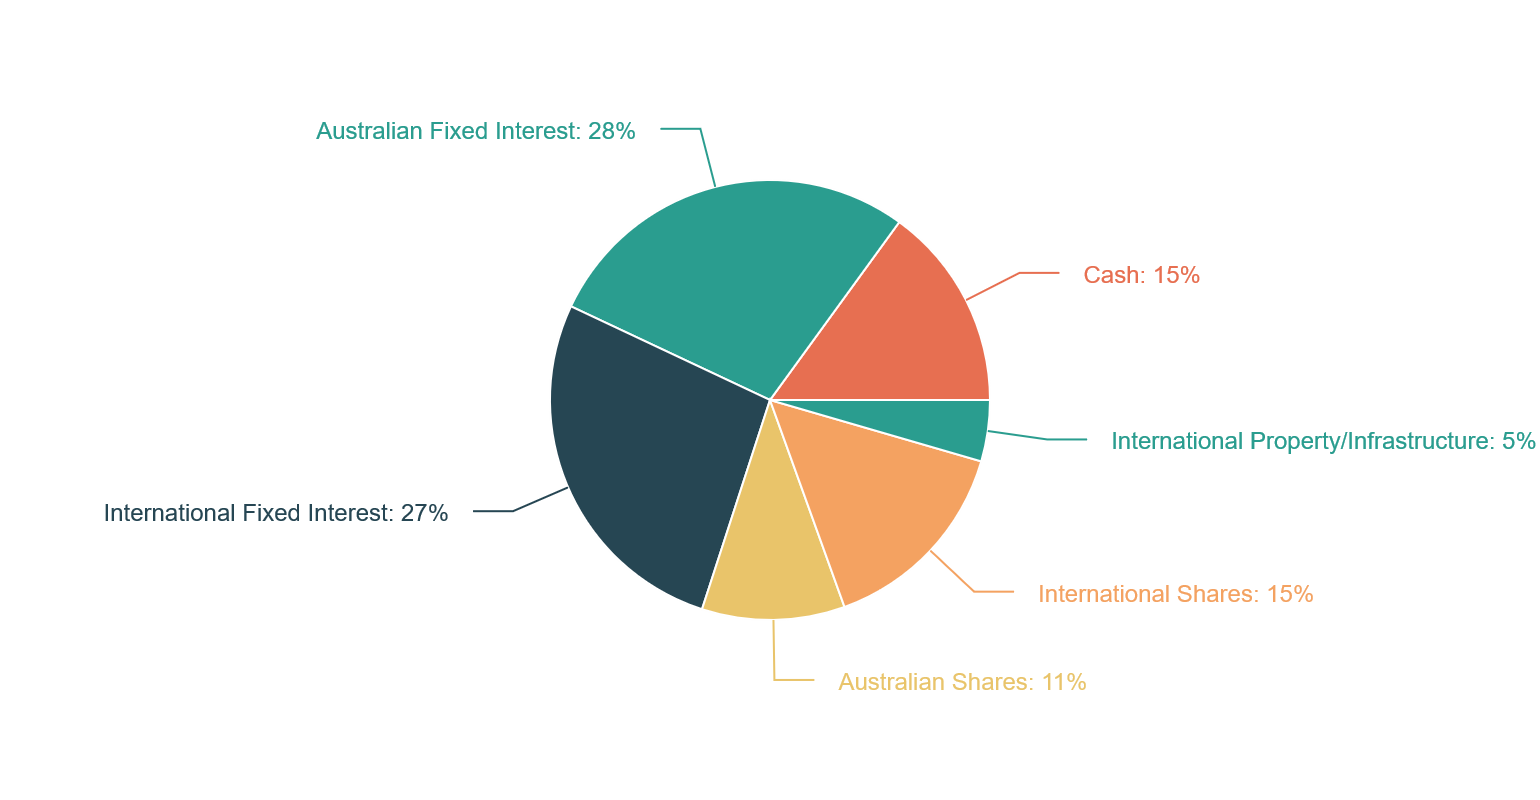 Australian Fixed Interest: 28%
Cash: 15%
International Property/Infrastructure: 5%
International Fixed Interest: 27%
International Shares: 15%
Australian Shares: 11%